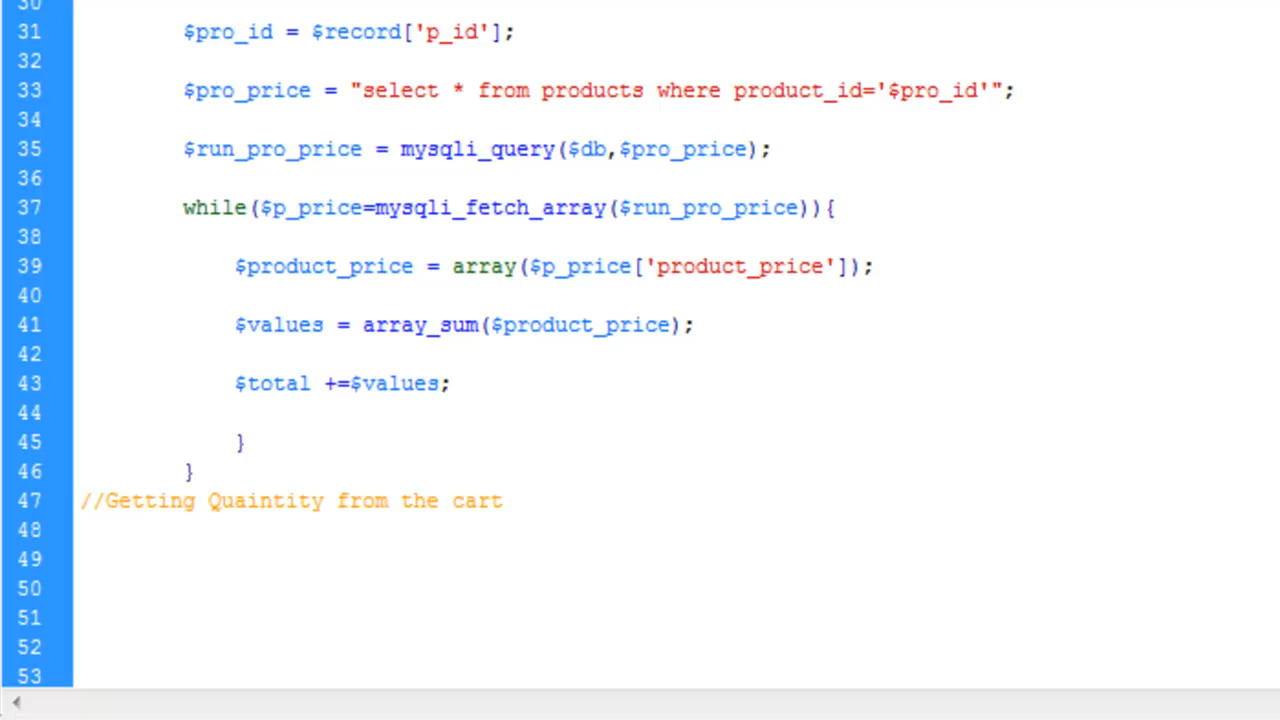 30
31 $pro_id = $record['p_id'];
32
33 $pro_price = "select * from products where product_id='$pro_id'";
34
35 $run_pro_price = mysqli_query($db,$pro_price);
36
37 while($p_price=mysqli_fetch_array($run_pro_price)){
38
39 $product_price = array($p_price['product_price']);
40
41 $values = array_sum($product_price);
42
43 $total +=$values;
44
45 }
46 }
47 //Getting Quaintity from the cart
48
49
50
51
52
53